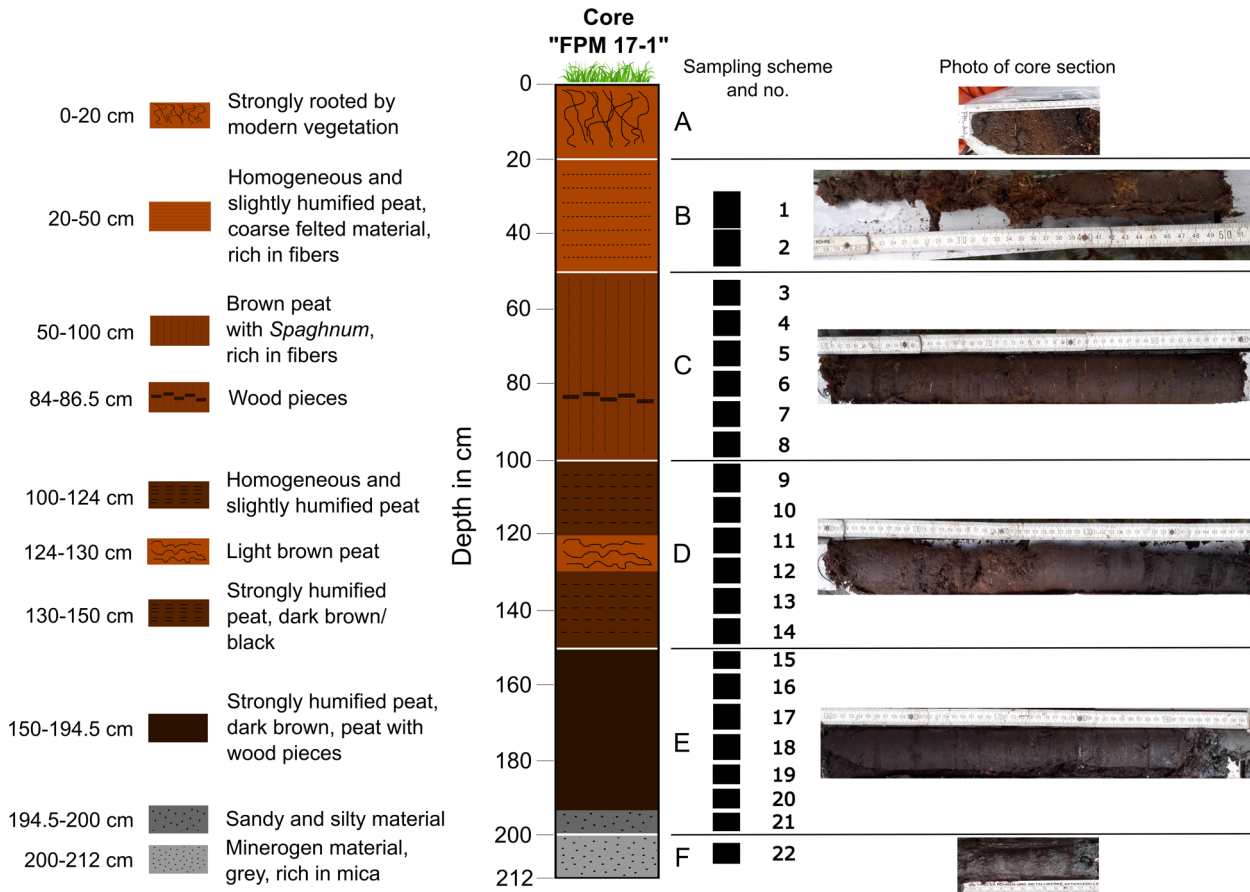 Core
"FPM 17-1"
Sampling scheme
and no.
Photo of core section
0-20 cm
Strongly rooted by
modern vegetation
20-50 cm
Homogeneous and
slightly humified peat,
coarse felted material,
rich in fibers
50-100 cm
Brown peat
with Spaghnum,
rich in fibers
84-86.5 cm
Wood pieces
100-124 cm
Homogeneous and
slightly humified peat
124-130 cm
Light brown peat
130-150 cm
Strongly humified
peat, dark brown/
black
150-194.5 cm
Strongly humified peat,
dark brown, peat with
wood pieces
194.5-200 cm
Sandy and silty material
200-212 cm
Minerogen material,
grey, rich in mica
Depth in cm
0
20
40
60
80
100
120
140
160
180
200
212
A
B
1
2
C
3
4
5
6
7
8
D
9
10
11
12
13
14
E
15
16
17
18
19
20
21
F
22